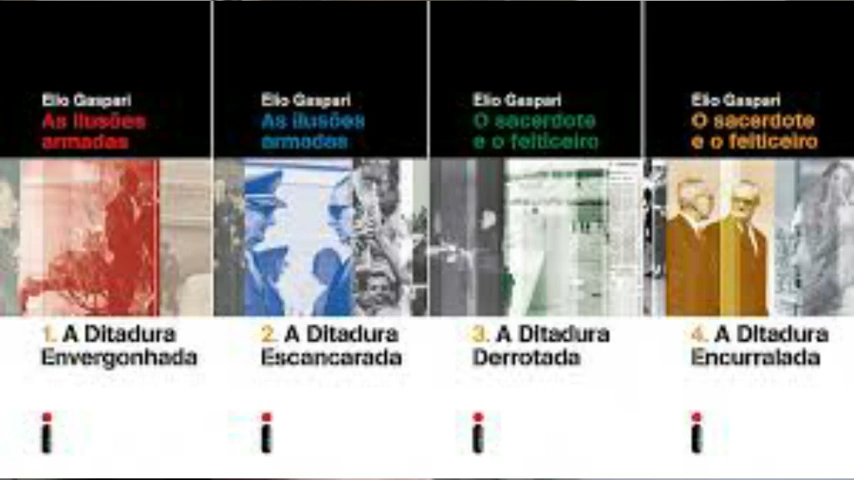 Elio Gaspari
As ilusões
armadas
1. A Ditadura
Envergonhada
i
Elio Gaspari
As ilusões
armadas
2. A Ditadura
Escancarada
i
Elio Gaspari
O sacerdote
e o feiticeiro
3. A Ditadura
Derrotada
i
Elio Gaspari
O sacerdote
e o feiticeiro
4. A Ditadura
Encurralada
i